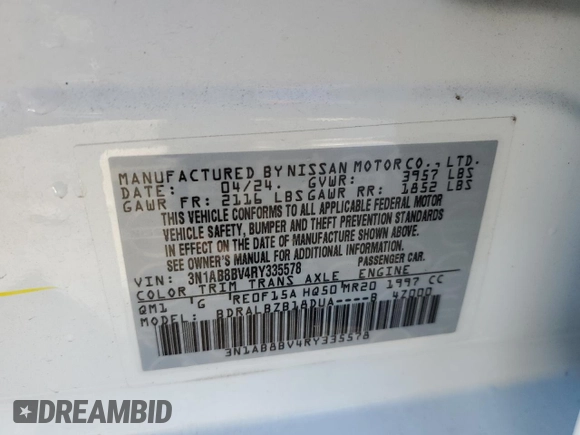 MANUFACTURED BY NISSAN MOTOR CO., LTD.
DATE: 04/24. GVWR: 3957 LBS
GAWR FR: 2116 LBS GAWR RR: 1852 LBS
THIS VEHICLE CONFORMS TO ALL APPLICABLE FEDERAL MOTOR
VEHICLE SAFETY, BUMPER AND THEFT PREVENTION STANDARDS
IN EFFECT ON THE DATE OF MANUFACTURE SHOWN ABOVE.
SEE OWNER'S MANUAL FOR ADDITIONAL INFORMATION.
VIN: 3N1AB8BV4RY335578 PASSENGER CAR.
COLOR TRIM TRANS AXLE ENGINE
QM1 'G RE0F15A HQ50 MR20 1997 CC
MODEL: BDRALBZB18DUA----B 4Z000
3N1AB8BV4RY335578
DREAMBID